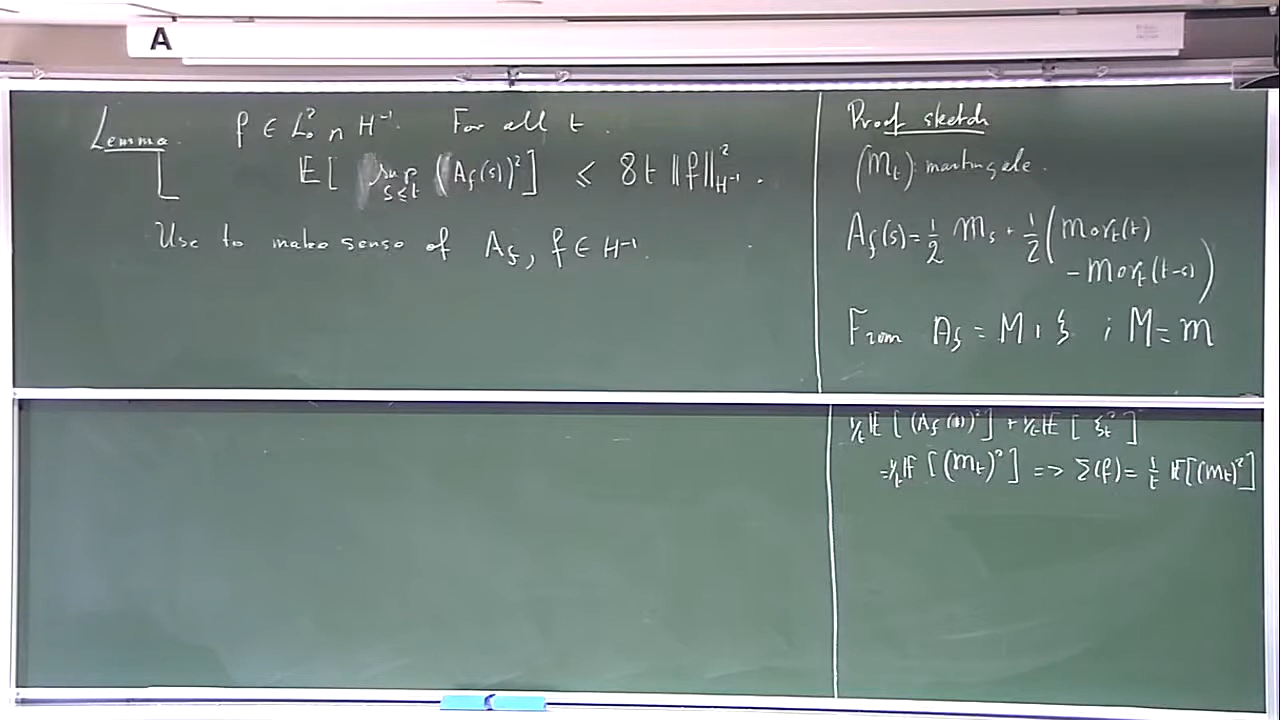 A
Lemma f ∈ L²₀ ∩ H⁻¹. For all t.
E[ sup_{s≤t} (A_f(s))² ] ≤ 8t ‖f‖²_{H⁻¹}.
Use to make sense of A_f, f ∈ H⁻¹.
Proof sketch
(m_t): martingale.
A_f(s) = 1/2 m_s + 1/2 ( m∘r_t(t)
- m∘r_t(t-s) )
From A_f = M + ξ ; M = m
1/t E[ (A_f(t))² ] + 1/t E[ ξ_t² ]
= 1/t E[(m_t)²] => Σ(f) = 1/t E[(m_t)²]